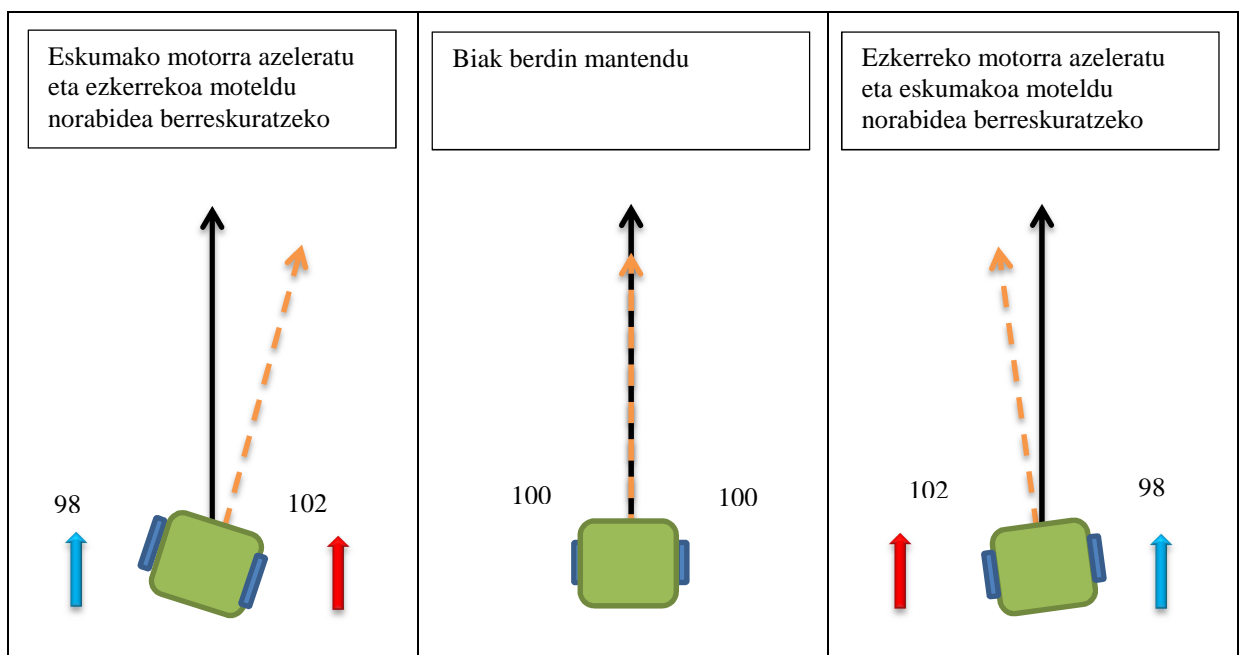 Eskumako motorra azeleratu
eta ezkerrekoa moteldu
norabidea berreskuratzeko
Biak berdin mantendu
Ezkerreko motorra azeleratu
eta eskumakoa moteldu
norabidea berreskuratzeko
98
102
100
100
102
98